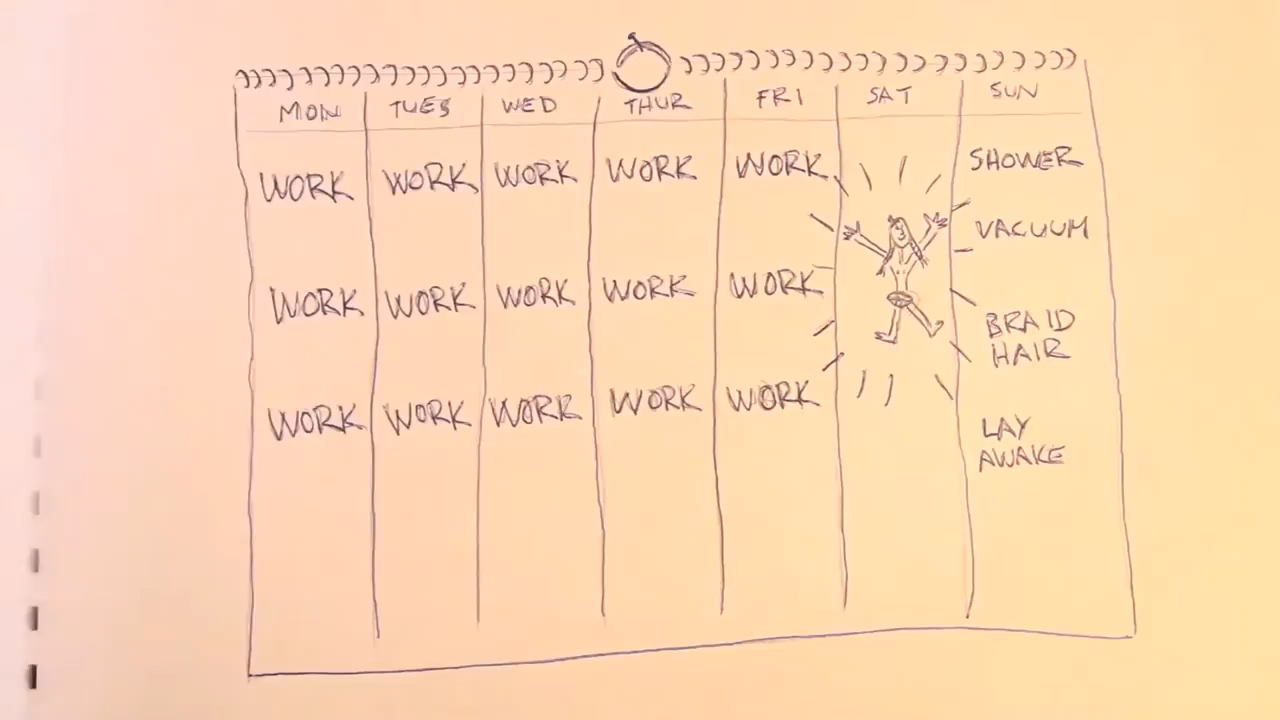 MON TUES WED THUR FRI SAT SUN
WORK WORK WORK WORK WORK SHOWER
VACUUM
WORK WORK WORK WORK WORK
BRAID
HAIR
WORK WORK WORK WORK WORK
LAY
AWAKE